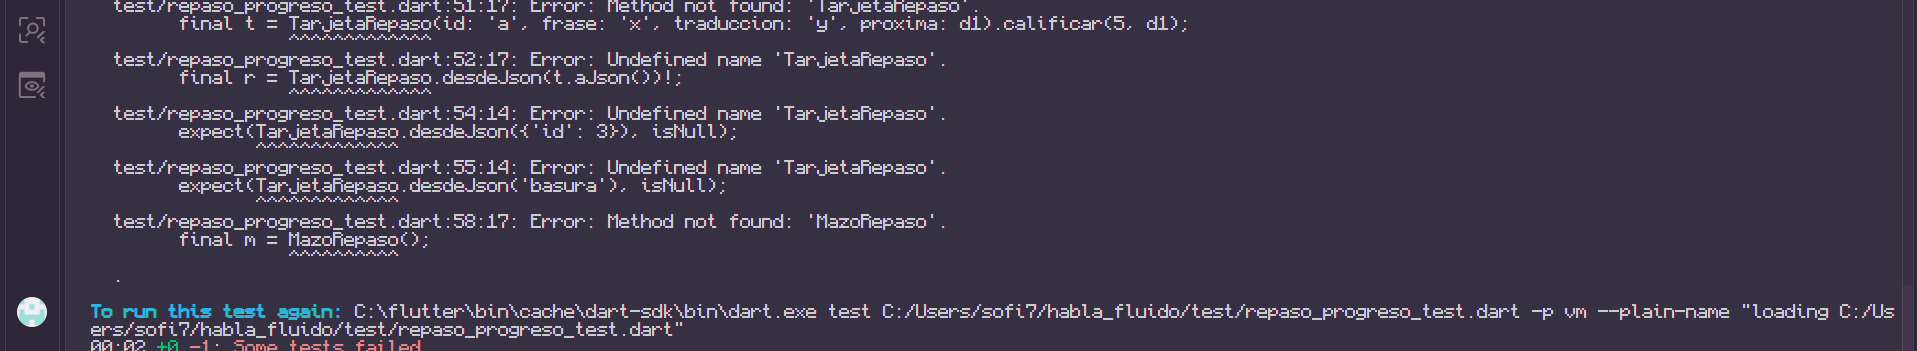 test/repaso_progreso_test.dart:51:17: Error: Method not found: 'TarjetaRepaso'.
final t = TarjetaRepaso(id: 'a', frase: 'x', traduccion: 'y', proxima: d1).calificar(5, d1);
^^^^^^^^^^^^^
test/repaso_progreso_test.dart:52:17: Error: Undefined name 'TarjetaRepaso'.
final r = TarjetaRepaso.desdeJson(t.aJson())!;
^^^^^^^^^^^^^
test/repaso_progreso_test.dart:54:14: Error: Undefined name 'TarjetaRepaso'.
expect(TarjetaRepaso.desdeJson({'id': 3}), isNull);
^^^^^^^^^^^^^
test/repaso_progreso_test.dart:55:14: Error: Undefined name 'TarjetaRepaso'.
expect(TarjetaRepaso.desdeJson('basura'), isNull);
^^^^^^^^^^^^^
test/repaso_progreso_test.dart:58:17: Error: Method not found: 'MazoRepaso'.
final m = MazoRepaso();
^^^^^^^^^^
.
To run this test again: C:\flutter\bin\cache\dart-sdk\bin\dart.exe test C:/Users/sofi7/habla_fluido/test/repaso_progreso_test.dart -p vm --plain-name "loading C:/Us
ers/sofi7/habla_fluido/test/repaso_progreso_test.dart"
00:02 +0 -1: Some tests failed